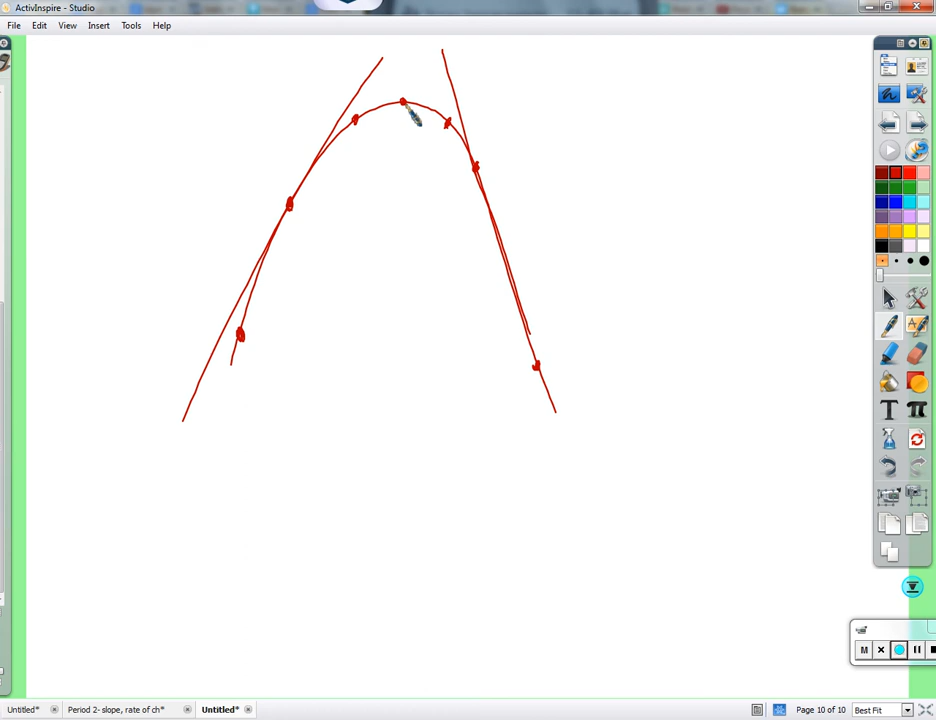 ActivInspire - Studio
File Edit View Insert Tools Help
M
Untitled* Period 2- slope, rate of ch* Untitled* Page 10 of 10 Best Fit